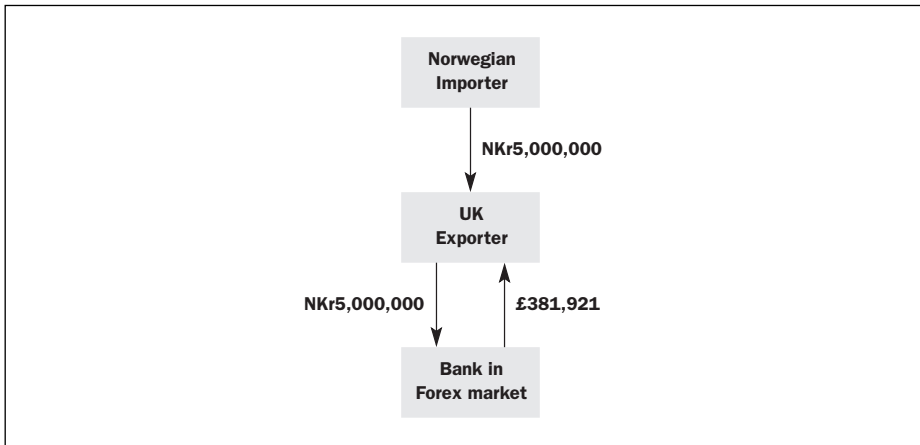 Norwegian
Importer
NKr5,000,000
UK
Exporter
NKr5,000,000
£381,921
Bank in
Forex market